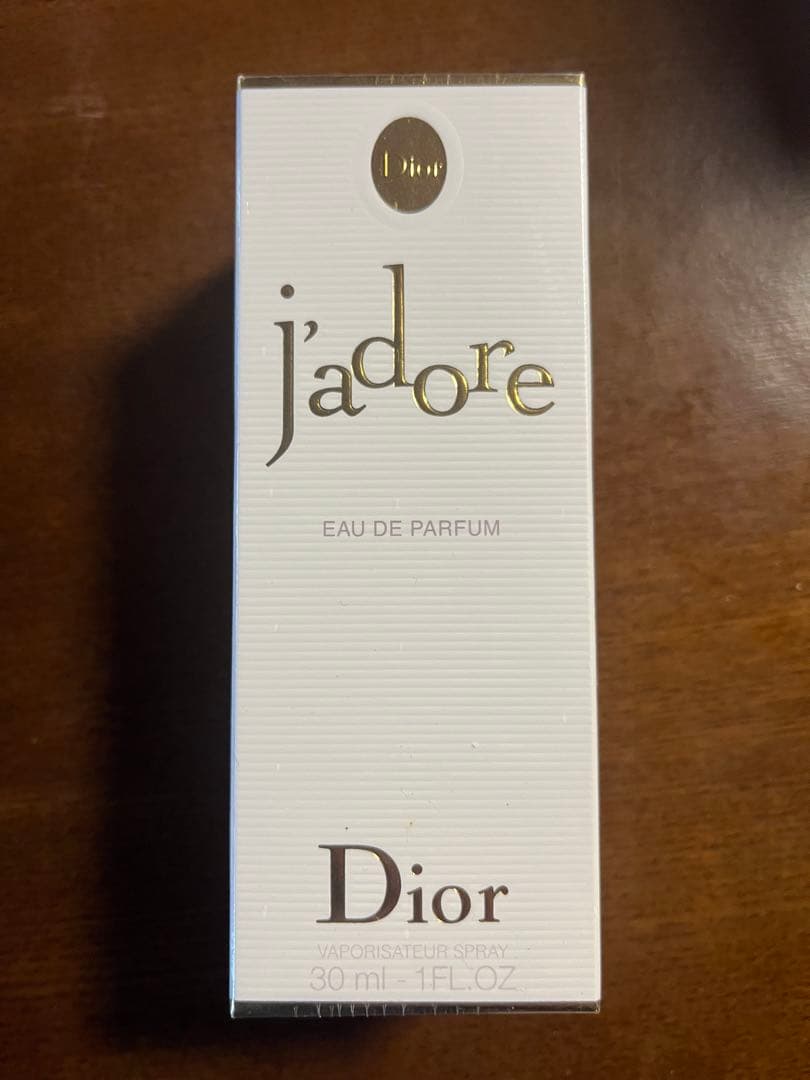 Dior
j'adore
EAU DE PARFUM
Dior
VAPORISATEUR SPRAY
30 ml - 1FL.OZ